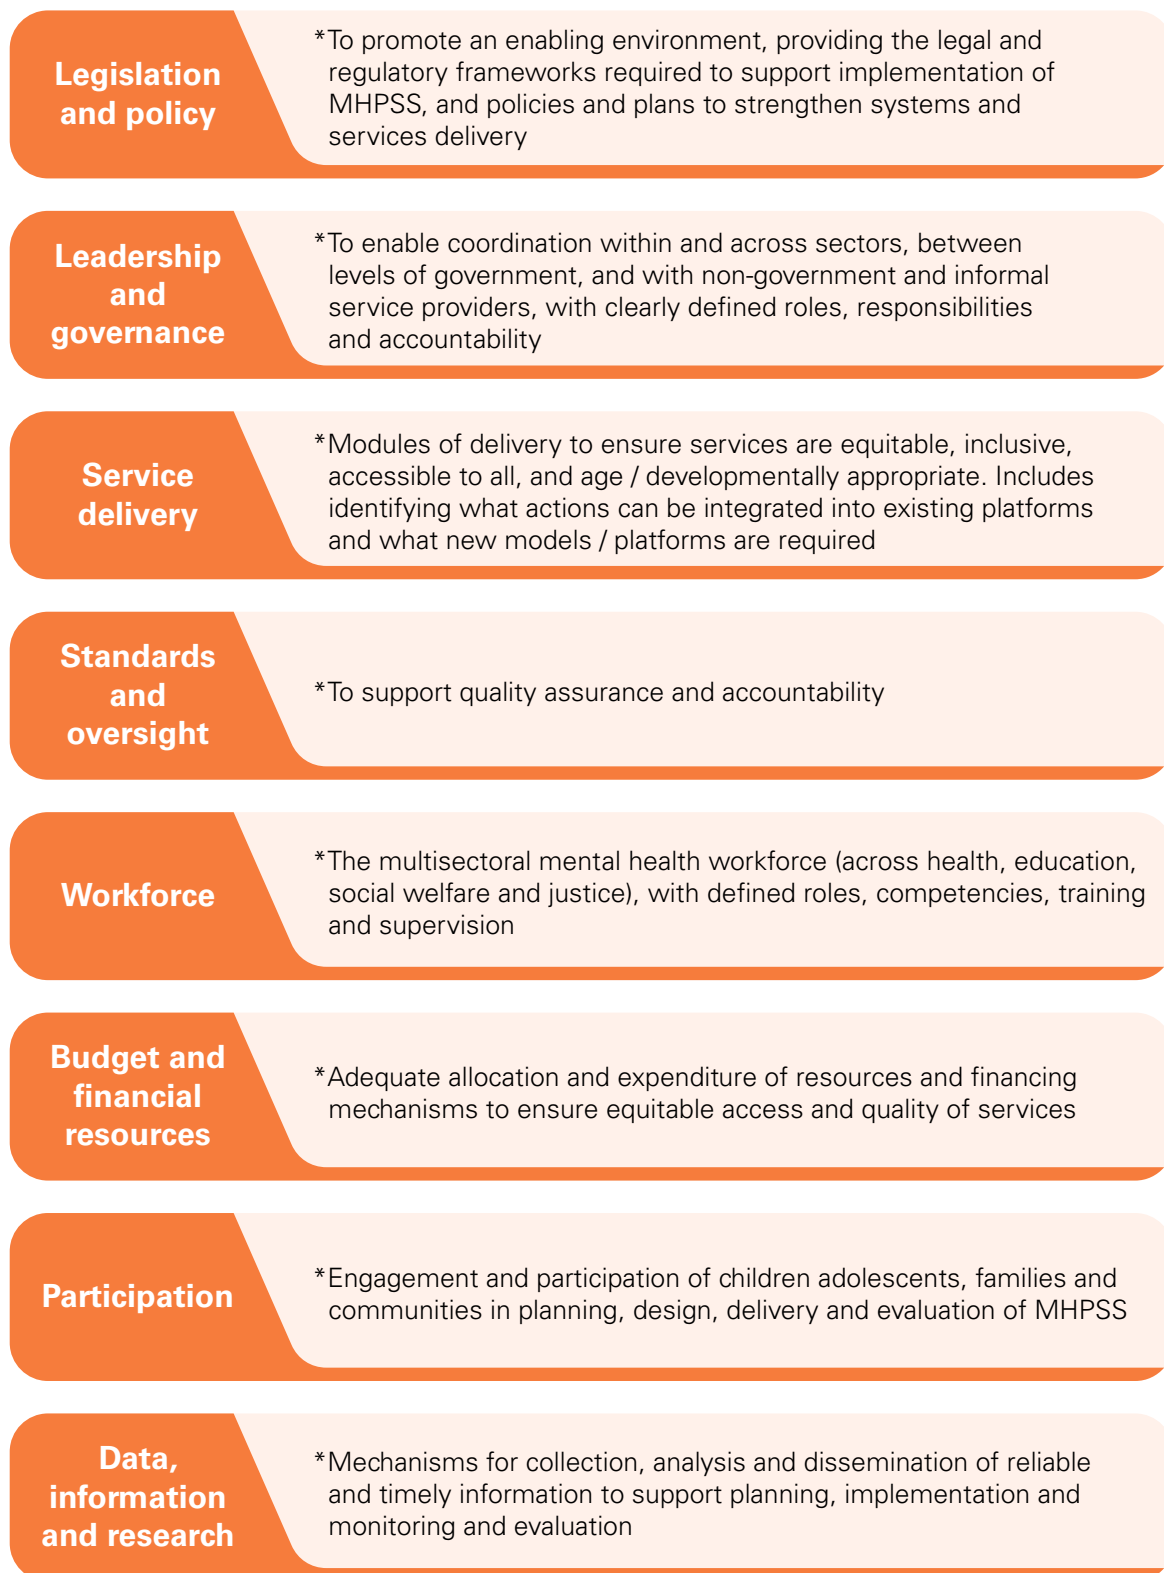 Legislation
and policy
*To promote an enabling environment, providing the legal and
regulatory frameworks required to support implementation of
MHPSS, and policies and plans to strengthen systems and
services delivery
Leadership
and
governance
*To enable coordination within and across sectors, between
levels of government, and with non-government and informal
service providers, with clearly defined roles, responsibilities
and accountability
Service
delivery
*Modules of delivery to ensure services are equitable, inclusive,
accessible to all, and age / developmentally appropriate. Includes
identifying what actions can be integrated into existing platforms
and what new models / platforms are required
Standards
and
oversight
*To support quality assurance and accountability
Workforce
*The multisectoral mental health workforce (across health, education,
social welfare and justice), with defined roles, competencies, training
and supervision
Budget and
financial
resources
*Adequate allocation and expenditure of resources and financing
mechanisms to ensure equitable access and quality of services
Participation
*Engagement and participation of children adolescents, families and
communities in planning, design, delivery and evaluation of MHPSS
Data,
information
and research
*Mechanisms for collection, analysis and dissemination of reliable
and timely information to support planning, implementation and
monitoring and evaluation